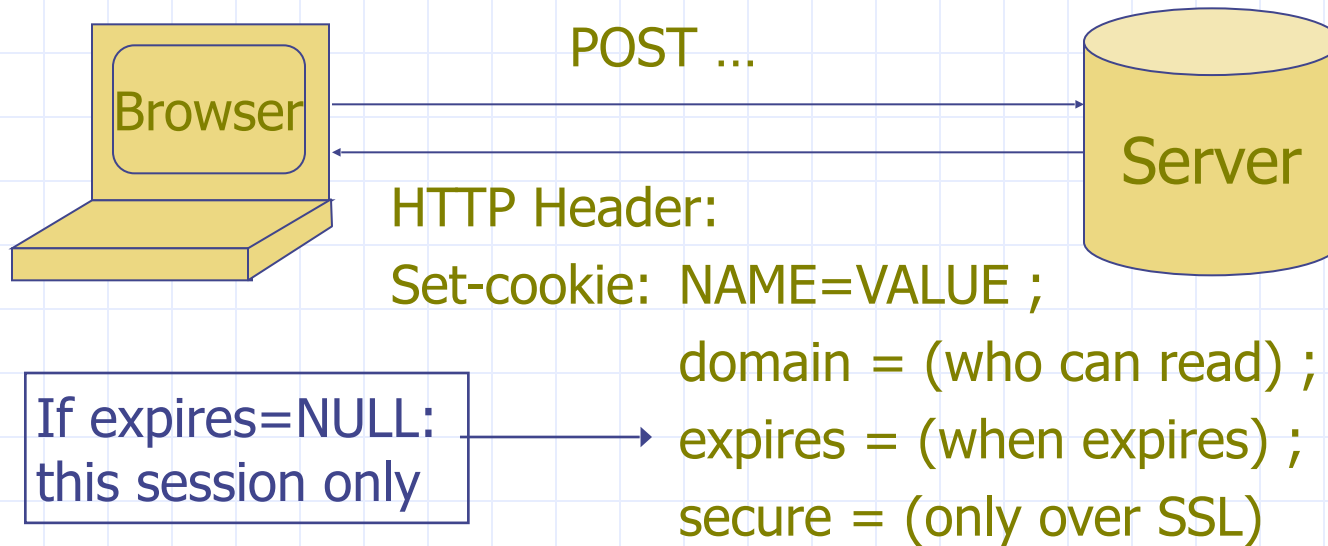 POST ...
Browser
Server
HTTP Header:
Set-cookie: NAME=VALUE ;
domain = (who can read) ;
If expires=NULL:
this session only
expires = (when expires) ;
secure = (only over SSL)